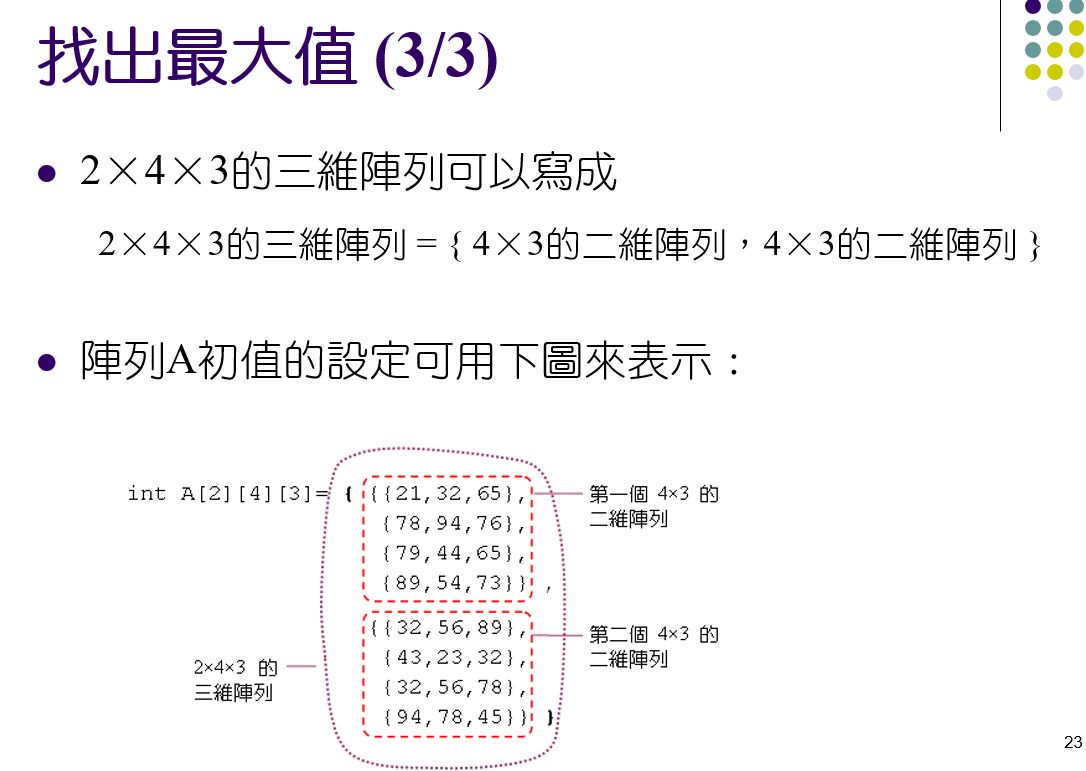 找出最大值 (3/3)
2×4×3的三維陣列可以寫成
2×4×3的三維陣列 = { 4×3的二維陣列，4×3的二維陣列 }
陣列A初值的設定可用下圖來表示：
int A[2][4][3]= { {{21,32,65},
{78,94,76},
{79,44,65},
{89,54,73}} ,
{{32,56,89},
{43,23,32},
{32,56,78},
{94,78,45}} }
第一個 4×3 的
二維陣列
第二個 4×3 的
二維陣列
2×4×3 的
三維陣列
23